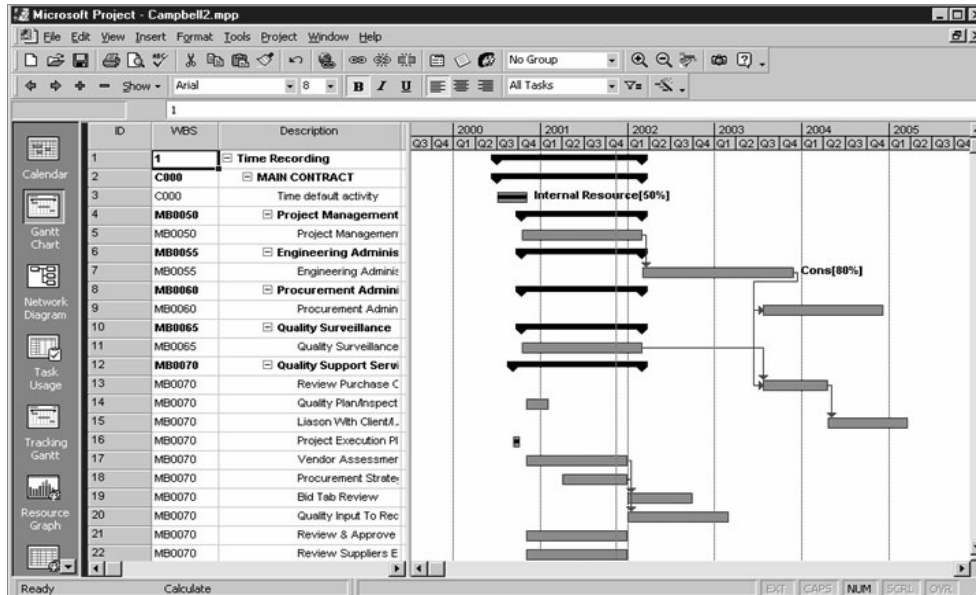 Microsoft Project - Campbell2.mpp
File Edit View Insert Format Tools Project Window Help
No Group
Show Arial 8 B I U All Tasks
1
ID WBS Description 2000 2001 2002 2003 2004 2005
Q3 Q4 Q1 Q2 Q3 Q4 Q1 Q2 Q3 Q4 Q1 Q2 Q3 Q4 Q1 Q2 Q3 Q4 Q1 Q2 Q3 Q4 Q1 Q2 Q3 Q4
1 1 Time Recording
2 C000 MAIN CONTRACT
3 C000 Time default activity Internal Resource[50%]
4 MB0050 Project Management
5 MB0050 Project Managemen
6 MB0055 Engineering Adminis
7 MB0055 Engineering Adminis Cons[80%]
8 MB0060 Procurement Admini
9 MB0060 Procurement Admin
10 MB0065 Quality Surveillance
11 MB0065 Quality Surveillance
12 MB0070 Quality Support Servi
13 MB0070 Review Purchase C
14 MB0070 Quality Plan/Inspect
15 MB0070 Liason With Client/L
16 MB0070 Project Execution Pl
17 MB0070 Vendor Assessmer
18 MB0070 Procurement Strate
19 MB0070 Bid Tab Review
20 MB0070 Quality Input To Rec
21 MB0070 Review & Approve
22 MB0070 Review Suppliers E
Calendar
Gantt
Chart
Network
Diagram
Task
Usage
Tracking
Gantt
Resource
Graph
Ready Calculate EXT CAPS NUM SCRL OVR